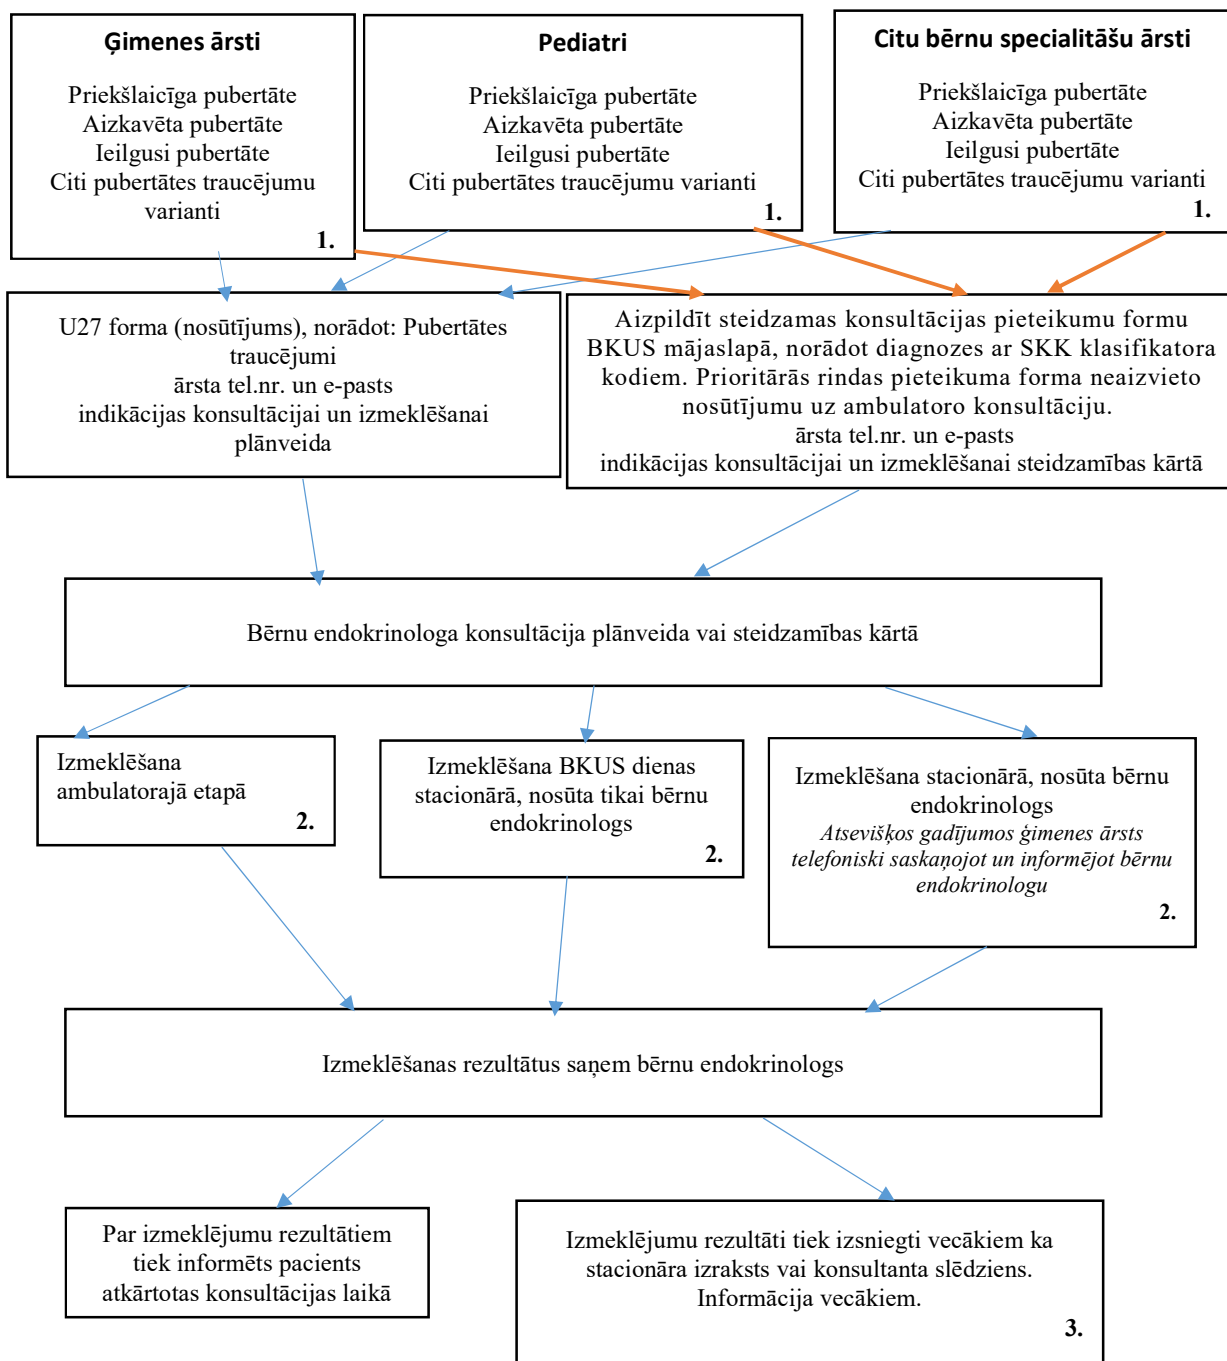 Ģimenes ārsti
Priekšlaicīga pubertāte
Aizkavēta pubertāte
Ieilgusi pubertāte
Citi pubertātes traucējumu
varianti
1.
Pediatri
Priekšlaicīga pubertāte
Aizkavēta pubertāte
Ieilgusi pubertāte
Citi pubertātes traucējumu varianti
1.
Citu bērnu specialitāšu ārsti
Priekšlaicīga pubertāte
Aizkavēta pubertāte
Ieilgusi pubertāte
Citi pubertātes traucējumu varianti
1.
U27 forma (nosūtījums), norādot: Pubertātes
traucējumi
ārsta tel.nr. un e-pasts
indikācijas konsultācijai un izmeklēšanai
plānveida
Aizpildīt steidzamas konsultācijas pieteikumu formu
BKUS mājaslapā, norādot diagnozes ar SKK klasifikatora
kodiem. Prioritārās rindas pieteikuma forma neaizvieto
nosūtījumu uz ambulatoro konsultāciju.
ārsta tel.nr. un e-pasts
indikācijas konsultācijai un izmeklēšanai steidzamības kārtā
Bērnu endokrinologa konsultācija plānveida vai steidzamības kārtā
Izmeklēšana
ambulatorajā etapā
2.
Izmeklēšana BKUS dienas
stacionārā, nosūta tikai bērnu
endokrinologs
2.
Izmeklēšana stacionārā, nosūta bērnu
endokrinologs
Atsevišķos gadījumos ģimenes ārsts
telefoniski saskaņojot un informējot bērnu
endokrinologu
2.
Izmeklēšanas rezultātus saņem bērnu endokrinologs
Par izmeklējumu rezultātiem
tiek informēts pacients
atkārtotas konsultācijas laikā
Izmeklējumu rezultāti tiek izsniegti vecākiem ka
stacionāra izraksts vai konsultanta slēdziens.
Informācija vecākiem.
3.